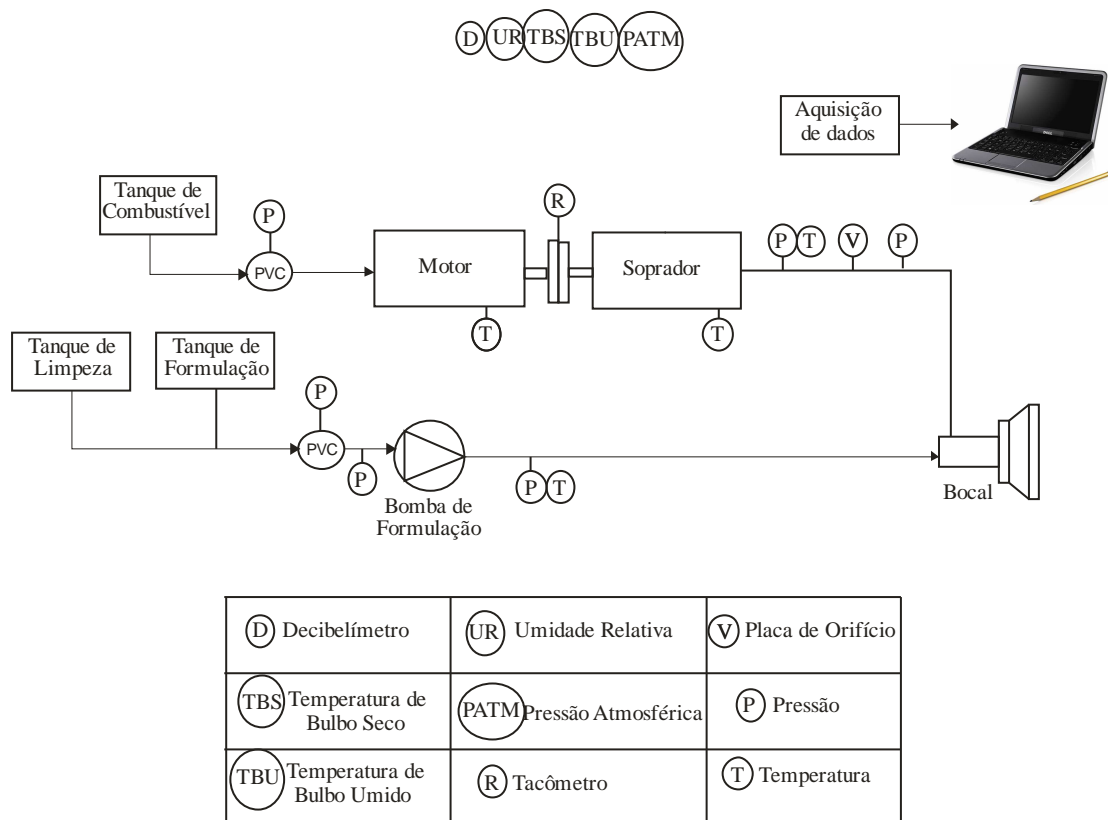 D UR TBS TBU PATM
Aquisição
de dados
Tanque de
Combustível
P
R
PVC
Motor
Soprador
P T V P
T
T
Tanque de
Limpeza
Tanque de
Formulação
P
PVC
P
P T
Bomba de
Formulação
Bocal
D Decibelímetro
UR Umidade Relativa
V Placa de Orifício
TBS Temperatura de
Bulbo Seco
PATM Pressão Atmosférica
P Pressão
TBU Temperatura de
Bulbo Umido
R Tacômetro
T Temperatura